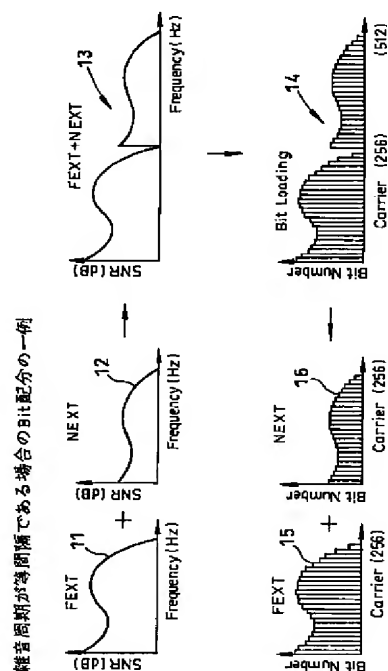 雑音周期が等間隔である場合のBit配分の一例
FEXT
11
SNR(dB)
Frequency(Hz)
+
NEXT
12
SNR(dB)
Frequency(Hz)
FEXT+NEXT
13
SNR(dB)
Frequency(Hz)
FEXT
15
Bit Number
Carrier (256)
+
NEXT
16
Bit Number
Carrier (256)
Bit Loading
14
Bit Number
Carrier (256) (512)